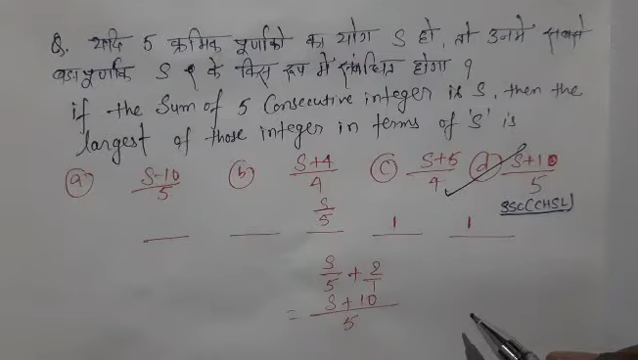 Q. यदि 5 क्रमिक पूर्णांको का योग S हो, तो उनमे सबसे
बडा पूर्णांक S के किस रूप में संबंधित होगा ?
if the Sum of 5 Consecutive integer is S, then the
largest of those integer in terms of 'S' is
(a) S-10/5 (b) S+4/4 (c) S+5/4 (d) S+10/5
SSC(CHSL)
S/5 1 1
S/5 + 2/1
= S+10/5